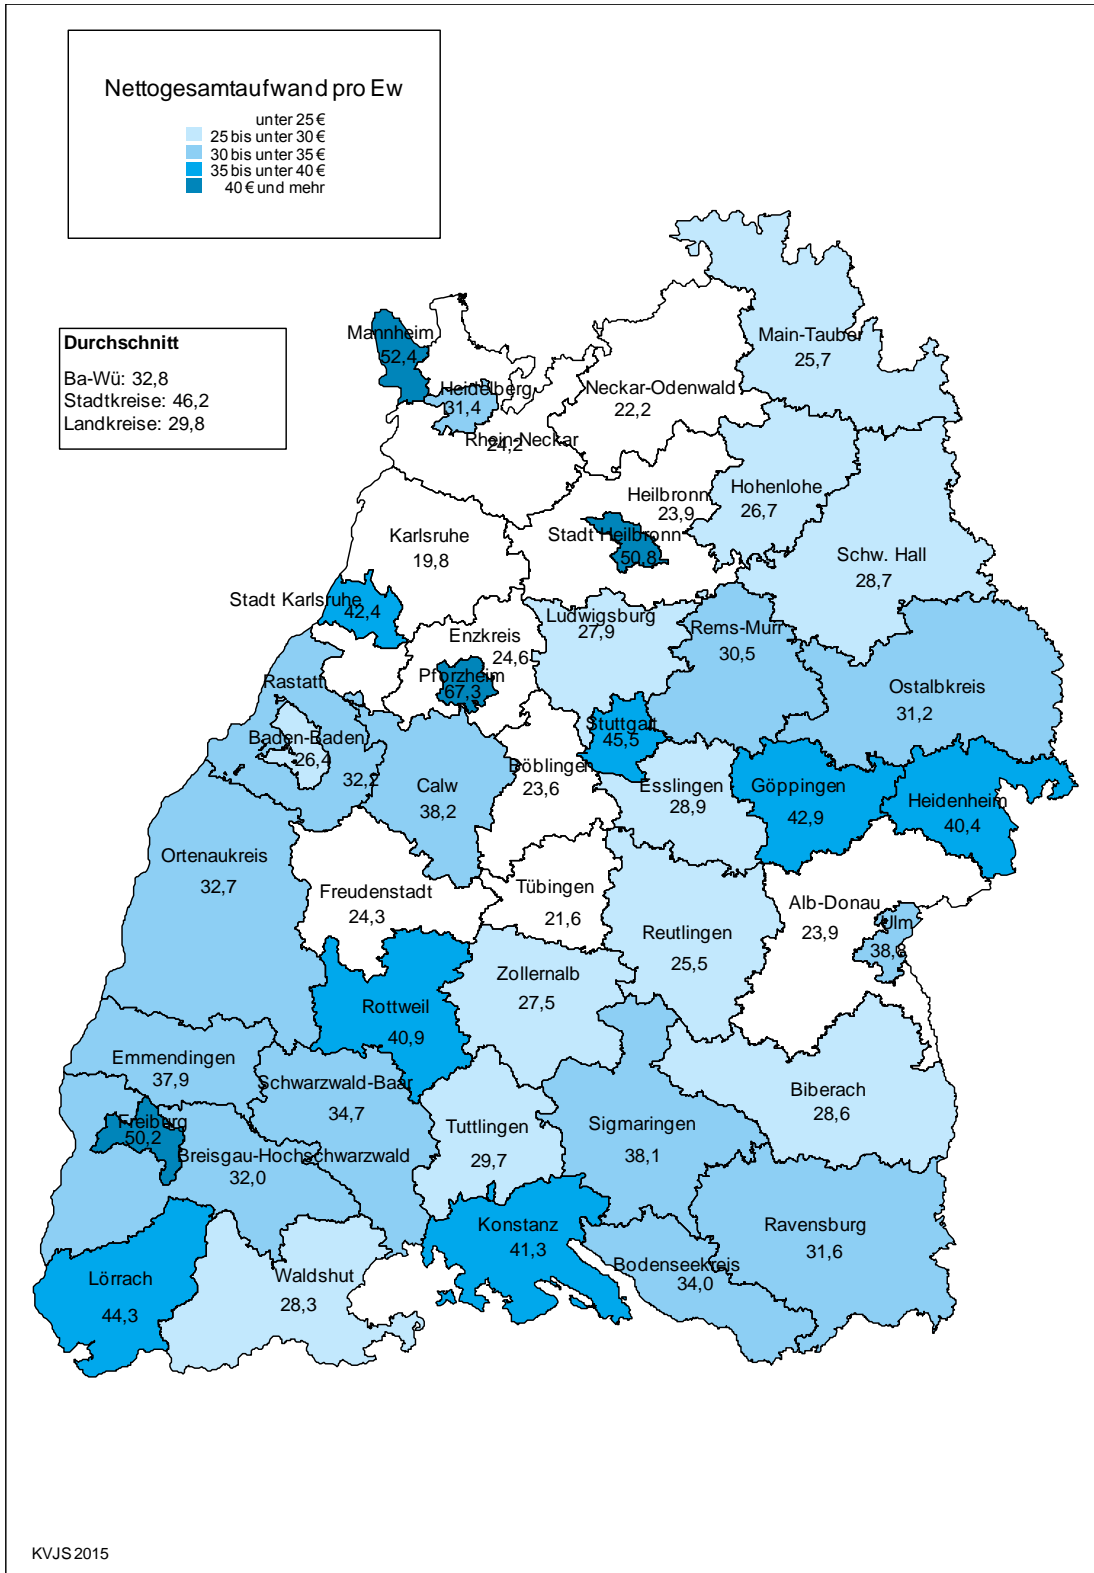 Nettogesamtaufwand pro Ew
unter 25 €
25 bis unter 30 €
30 bis unter 35 €
35 bis unter 40 €
40 € und mehr
Durchschnitt
Ba-Wü: 32,8
Stadtkreise: 46,2
Landkreise: 29,8
Main-Tauber
25,7
Mannheim
52,4
Heidelberg
31,4
Neckar-Odenwald
22,2
Rhein-Neckar
24,2
Hohenlohe
26,7
Heilbronn
23,9
Stadt Heilbronn
50,8
Karlsruhe
19,8
Schw. Hall
28,7
Stadt Karlsruhe
42,4
Ludwigsburg
27,9
Rems-Murr
30,5
Enzkreis
24,6
Pforzheim
67,3
Rastatt
32,2
Ostalbkreis
31,2
Baden-Baden
26,4
Stuttgart
45,5
Calw
38,2
Böblingen
23,6
Esslingen
28,9
Göppingen
42,9
Heidenheim
40,4
Ortenaukreis
32,7
Freudenstadt
24,3
Tübingen
21,6
Alb-Donau
23,9
Ulm
38,8
Reutlingen
25,5
Zollernalb
27,5
Rottweil
40,9
Emmendingen
37,9
Schwarzwald-Baar
34,7
Biberach
28,6
Freiberg
50,2
Tuttlingen
29,7
Sigmaringen
38,1
Breisgau-Hochschwarzwald
32,0
Konstanz
41,3
Ravensburg
31,6
Bodenseekreis
34,0
Lörrach
44,3
Waldshut
28,3
KVJS 2015